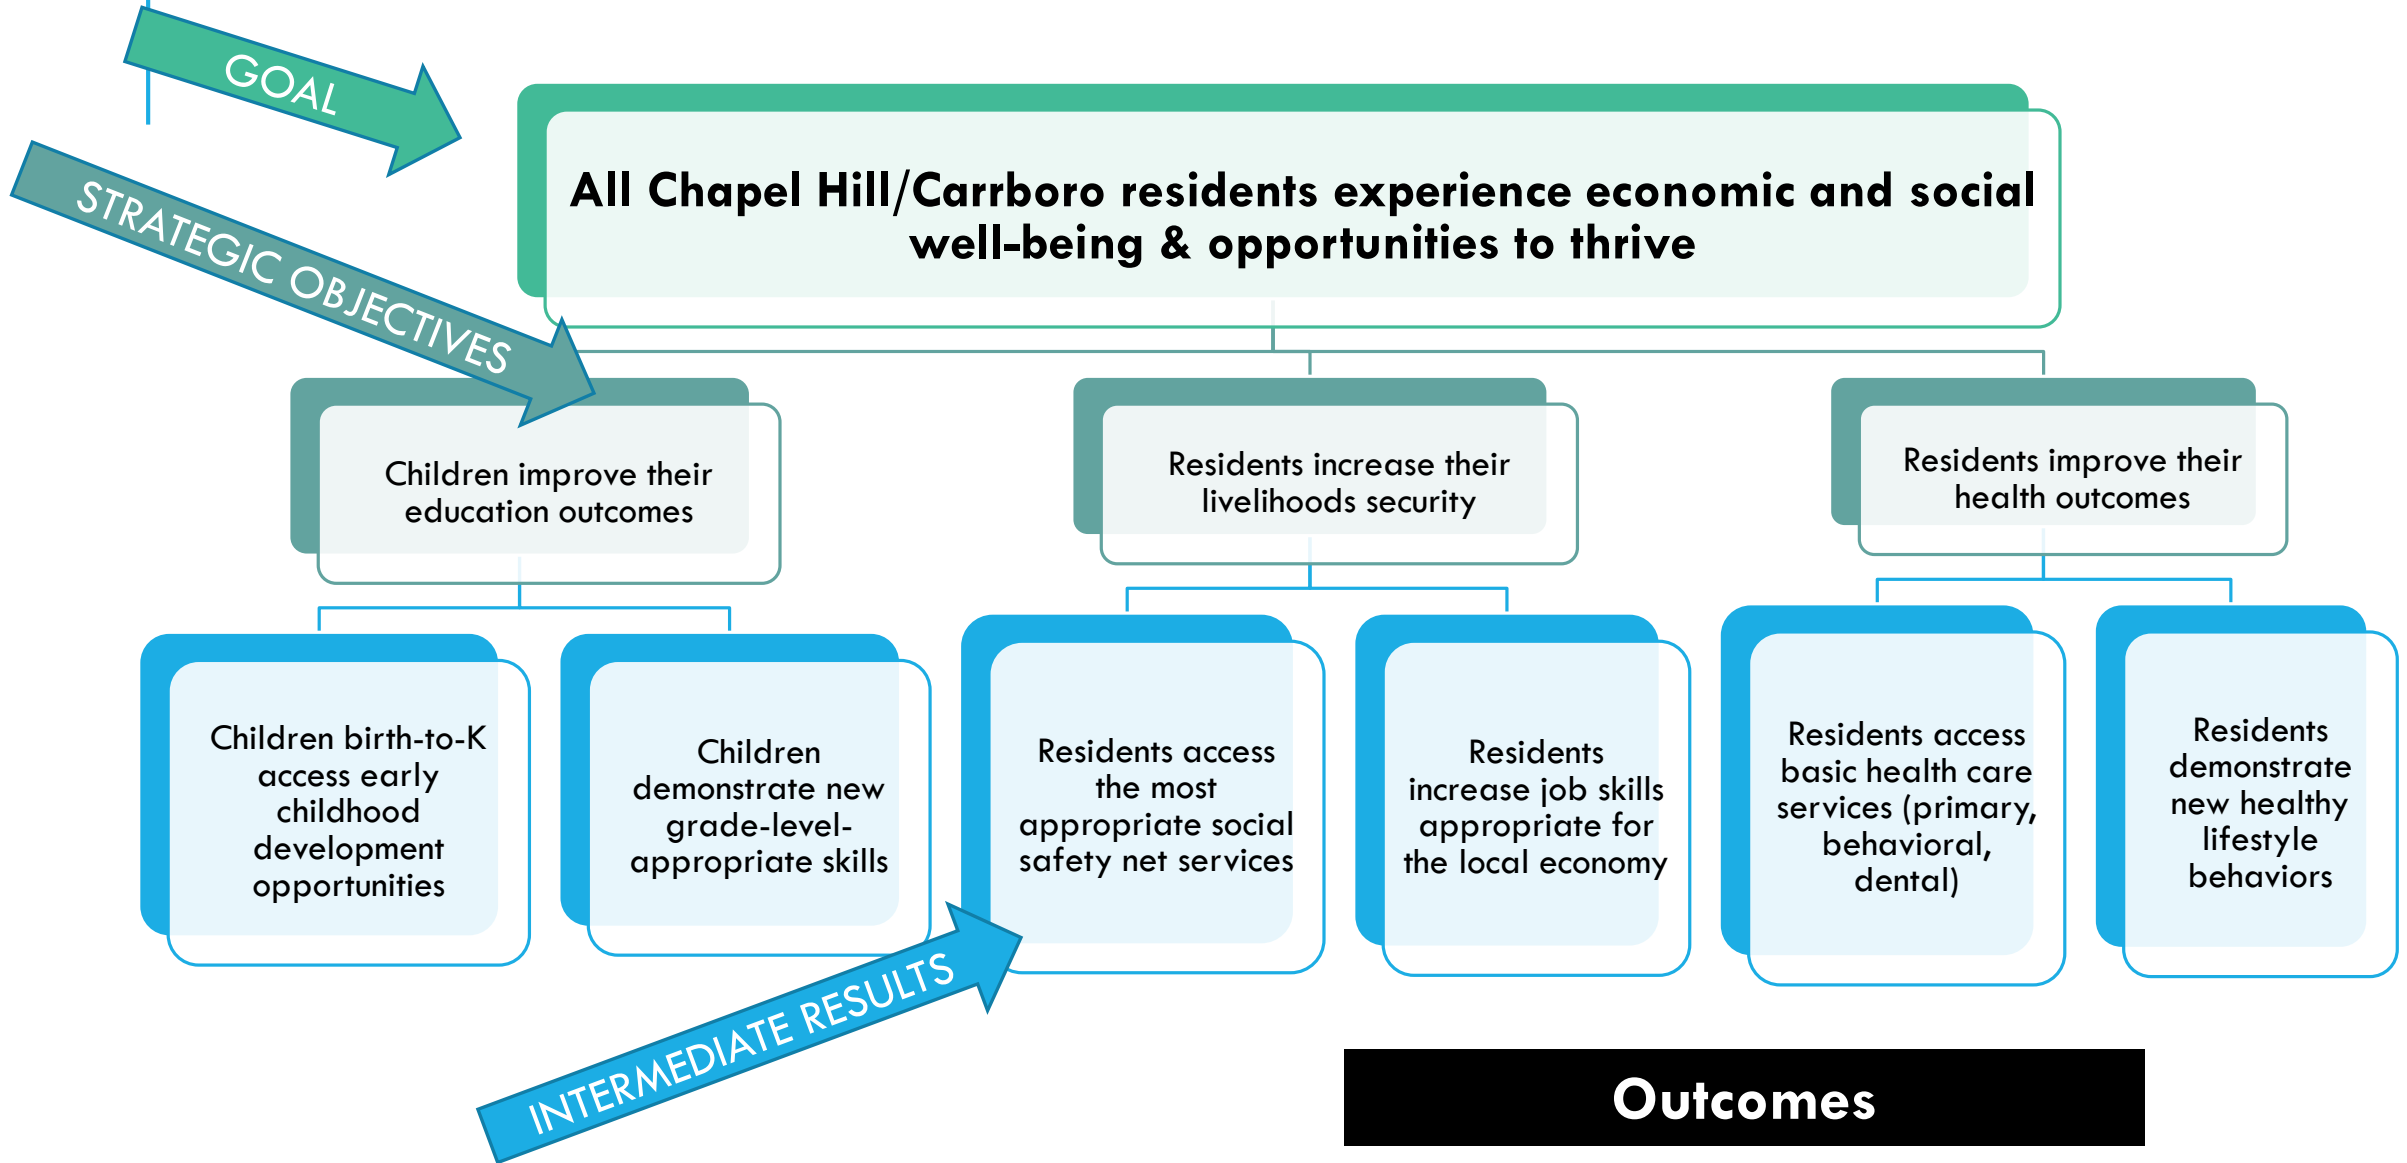 GOAL
All Chapel Hill/Carrboro residents experience economic and social
well-being & opportunities to thrive
STRATEGIC OBJECTIVES
Children improve their
education outcomes
Residents increase their
livelihoods security
Residents improve their
health outcomes
Children birth-to-K
access early
childhood
development
opportunities
Children
demonstrate new
grade-level-
appropriate skills
Residents access
the most
appropriate social
safety net services
Residents
increase job skills
appropriate for
the local economy
Residents access
basic health care
services (primary,
behavioral,
dental)
Residents
demonstrate
new healthy
lifestyle
behaviors
INTERMEDIATE RESULTS
Outcomes